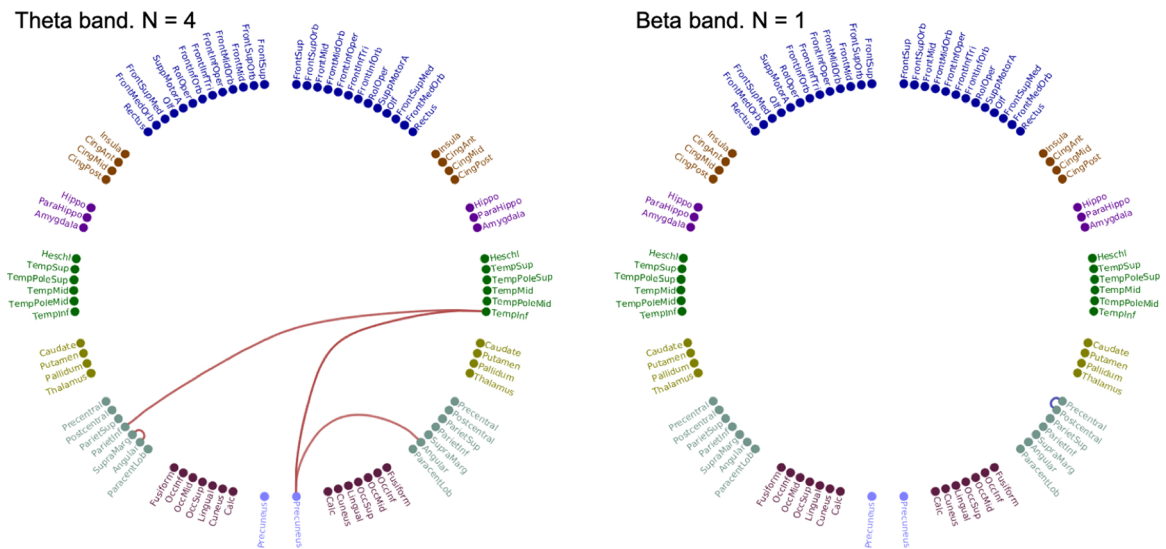 Theta band. N = 4
Rectus
FrontMedOrb
FrontSupMed
Olf
SuppMotorA
RolOper
FrontInfOrb
FrontInfTri
FrontInfOper
FrontMidOrb
FrontMid
FrontSupOrb
FrontSup
FrontSup
FrontSupOrb
FrontMid
FrontMidOrb
FrontInfOper
FrontInfTri
FrontInfOrb
RolOper
SuppMotorA
Olf
FrontSupMed
FrontMedOrb
Rectus
Insula
CingAnt
CingMid
CingPost
Insula
CingAnt
CingMid
CingPost
Hippo
ParaHippo
Amygdala
Hippo
ParaHippo
Amygdala
Heschl
TempSup
TempPoleSup
TempMid
TempPoleMid
TempInf
Heschl
TempSup
TempPoleSup
TempMid
TempPoleMid
TempInf
Caudate
Putamen
Pallidum
Thalamus
Caudate
Putamen
Pallidum
Thalamus
Precentral
Postcentral
ParietSup
ParietInf
SupraMarg
Angular
ParacentLob
Precentral
Postcentral
ParietSup
ParietInf
SupraMarg
Angular
ParacentLob
Fusiform
OccInf
OccMid
OccSup
Lingual
Cuneus
Calc
Precuneus
Precuneus
Calc
Cuneus
Lingual
OccSup
OccMid
OccInf
Fusiform
Beta band. N = 1
Rectus
FrontMedOrb
FrontSupMed
Olf
SuppMotorA
RolOper
FrontInfOrb
FrontInfTri
FrontInfOper
FrontMidOrb
FrontMid
FrontSupOrb
FrontSup
FrontSup
FrontSupOrb
FrontMid
FrontMidOrb
FrontInfOper
FrontInfTri
FrontInfOrb
RolOper
SuppMotorA
Olf
FrontSupMed
FrontMedOrb
Rectus
Insula
CingAnt
CingMid
CingPost
Insula
CingAnt
CingMid
CingPost
Hippo
ParaHippo
Amygdala
Hippo
ParaHippo
Amygdala
Heschl
TempSup
TempPoleSup
TempMid
TempPoleMid
TempInf
Heschl
TempSup
TempPoleSup
TempMid
TempPoleMid
TempInf
Caudate
Putamen
Pallidum
Thalamus
Caudate
Putamen
Pallidum
Thalamus
Precentral
Postcentral
ParietSup
ParietInf
SupraMarg
Angular
ParacentLob
Precentral
Postcentral
ParietSup
ParietInf
SupraMarg
Angular
ParacentLob
Fusiform
OccInf
OccMid
OccSup
Lingual
Cuneus
Calc
Precuneus
Precuneus
Calc
Cuneus
Lingual
OccSup
OccMid
OccInf
Fusiform